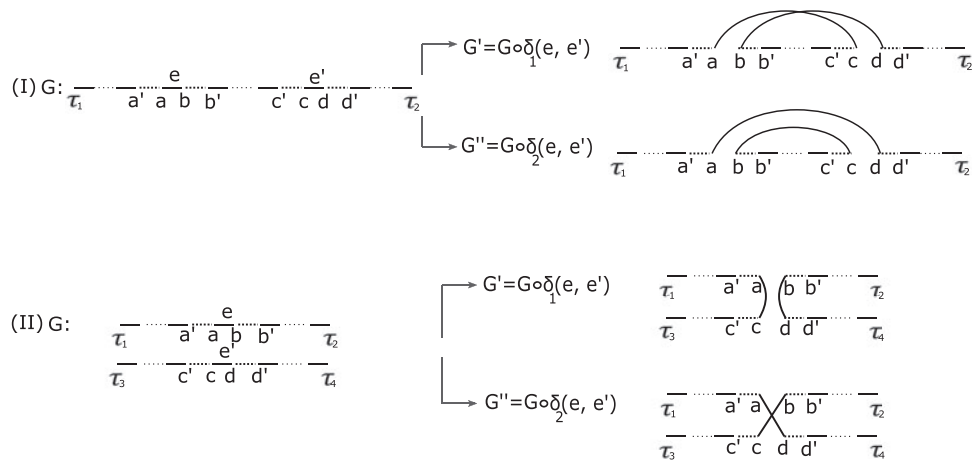 G'=G∘δ₁(e, e')
τ₁ a' a b b' c' c d d' τ₂
(I) G:
e e'
τ₁ a' a b b' c' c d d' τ₂
G''=G∘δ₂(e, e')
τ₁ a' a b b' c' c d d' τ₂
(II) G:
e
τ₁ a' a b b' τ₂
e'
τ₃ c' c d d' τ₄
G'=G∘δ₁(e, e')
τ₁ a' a b b' τ₂
τ₃ c' c d d' τ₄
G''=G∘δ₂(e, e')
τ₁ a' a b b' τ₂
τ₃ c' c d d' τ₄